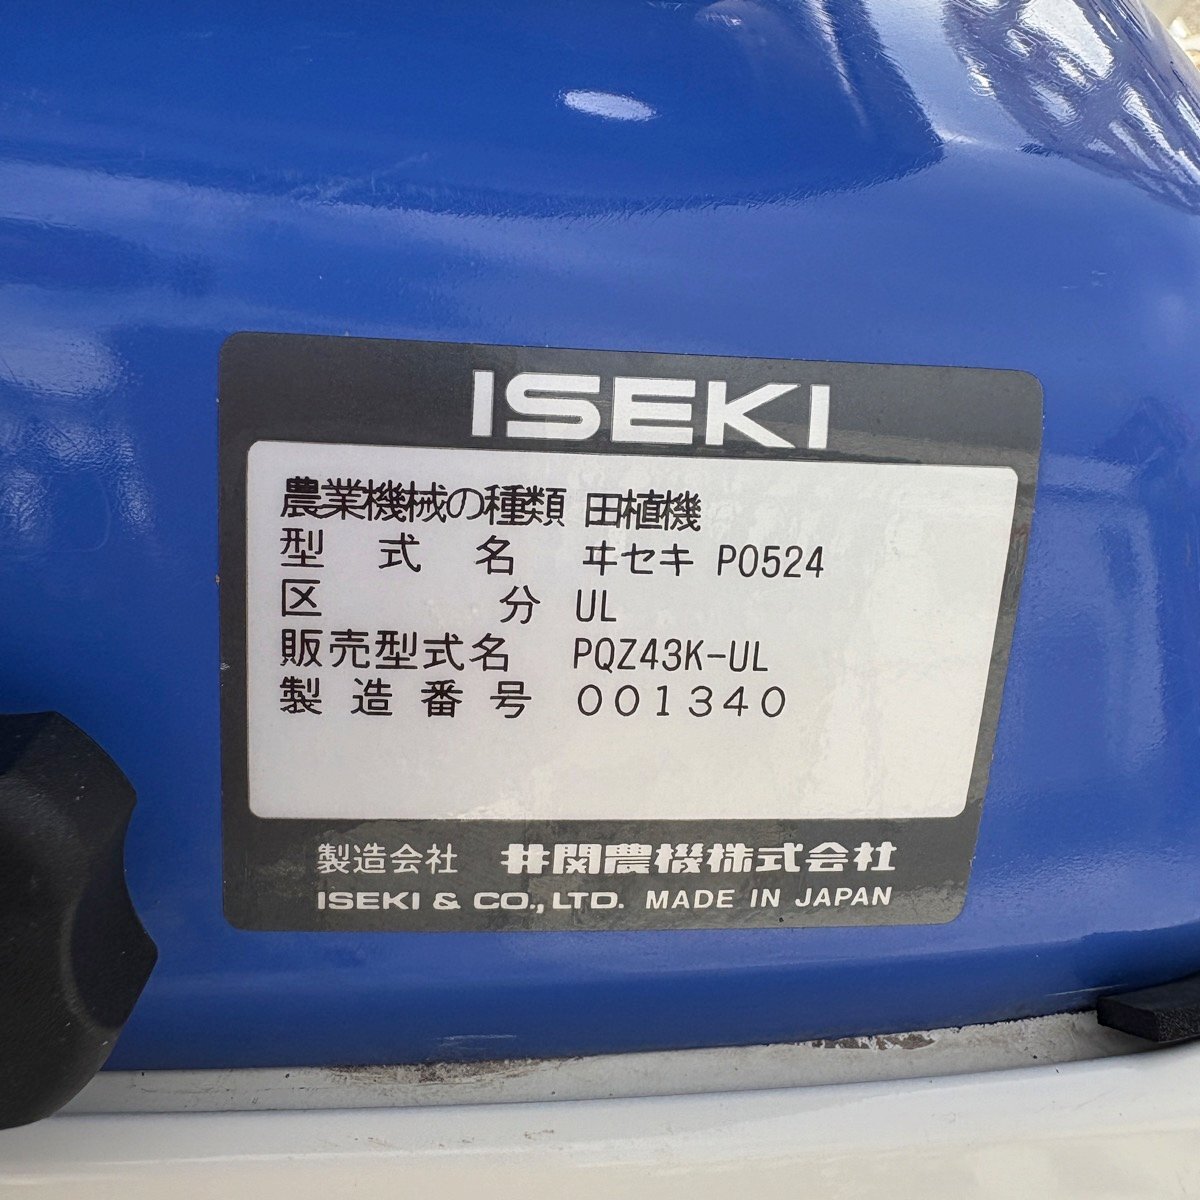 ISEKI
農業機械の種類 田植機
型式名 ヰセキ P0524
区分 UL
販売型式名 PQZ43K-UL
製造番号 001340
製造会社 井関農機株式会社
ISEKI & CO., LTD. MADE IN JAPAN